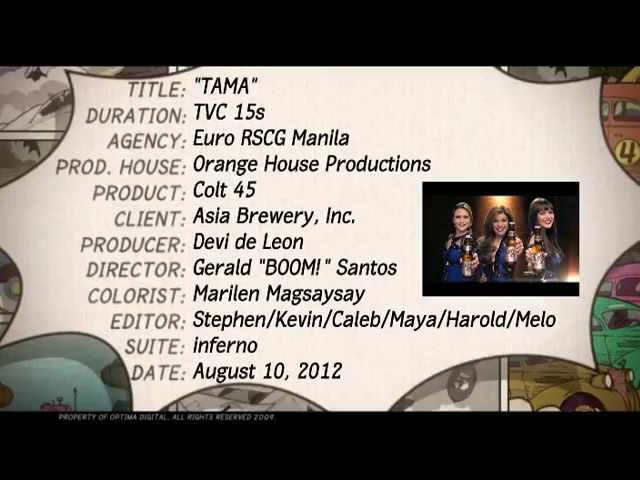 TITLE: "TAMA"
DURATION: TVC 15s
AGENCY: Euro RSCG Manila
PROD. HOUSE: Orange House Productions
PRODUCT: Colt 45
CLIENT: Asia Brewery, Inc.
PRODUCER: Devi de Leon
DIRECTOR: Gerald "BOOM!" Santos
COLORIST: Marilen Magsaysay
EDITOR: Stephen/Kevin/Caleb/Maya/Harold/Melo
SUITE: inferno
DATE: August 10, 2012
4
PROPERTY OF OPTIMA DIGITAL. ALL RIGHTS RESERVED 2009.